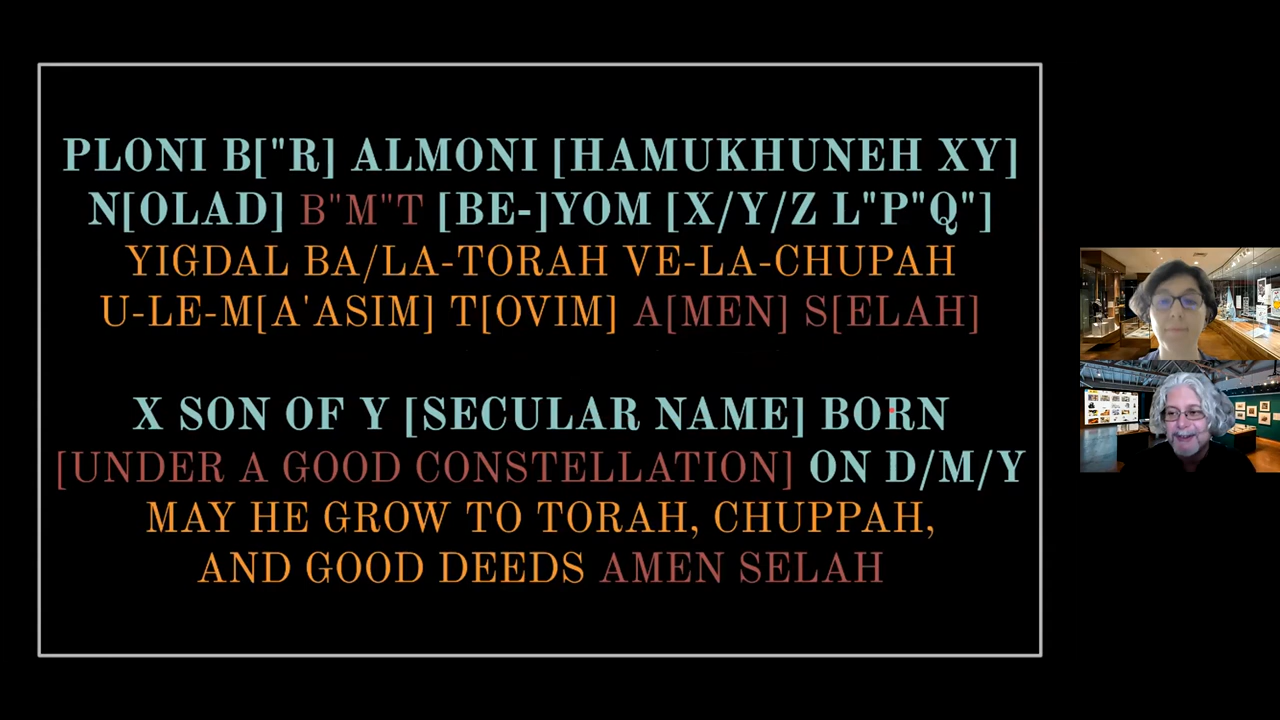 PLONI B["R] ALMONI [HAMUKHUNEH XY]
N[OLAD] B"M"T [BE-]YOM [X/Y/Z L"P"Q"]
YIGDAL BA/LA-TORAH VE-LA-CHUPAH
U-LE-M[A'ASIM] T[OVIM] A[MEN] S[ELAH]
X SON OF Y [SECULAR NAME] BORN
[UNDER A GOOD CONSTELLATION] ON D/M/Y
MAY HE GROW TO TORAH, CHUPPAH,
AND GOOD DEEDS AMEN SELAH